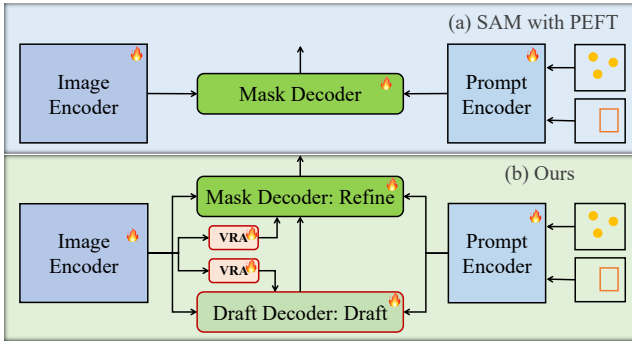 (a) SAM with PEFT
Image
Encoder
Mask Decoder
Prompt
Encoder
(b) Ours
Mask Decoder: Refine
Image
Encoder
VRA
VRA
Prompt
Encoder
Draft Decoder: Draft